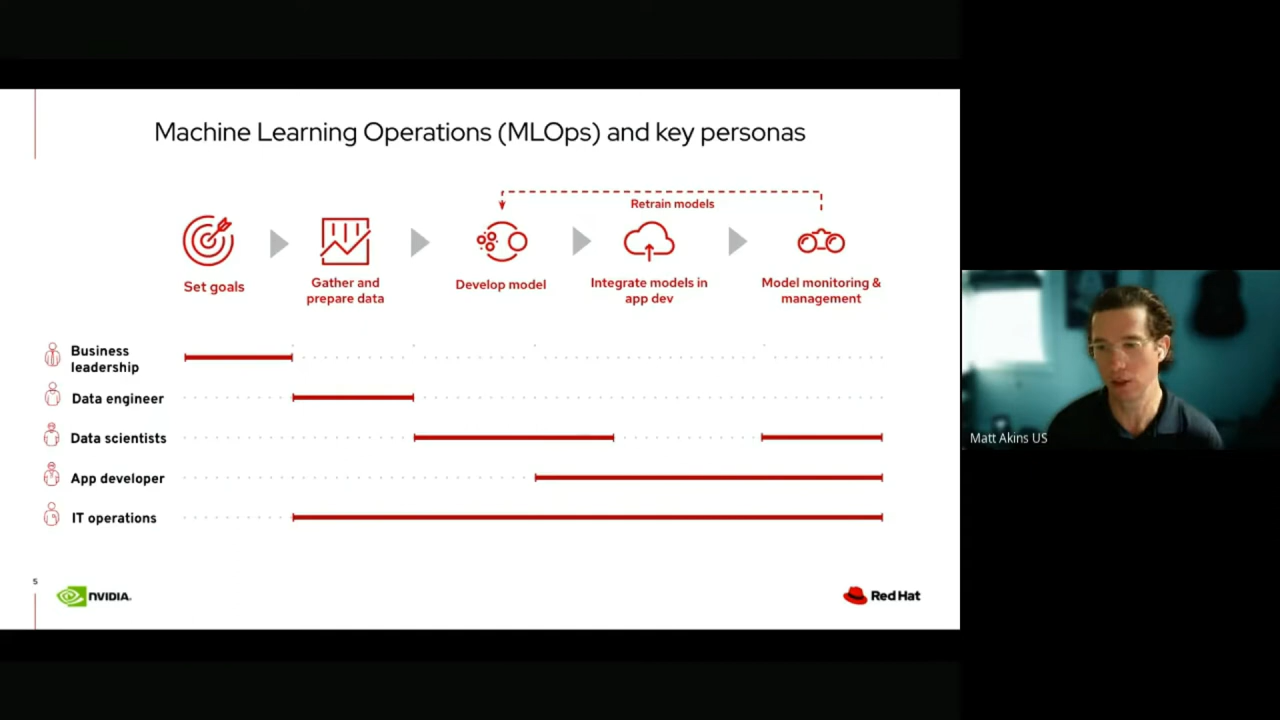 Machine Learning Operations (MLOps) and key personas
Retrain models
Set goals
Gather and
prepare data
Develop model
Integrate models in
app dev
Model monitoring &
management
Business
leadership
Data engineer
Data scientists
App developer
IT operations
5
NVIDIA.
Red Hat
Matt Akins US